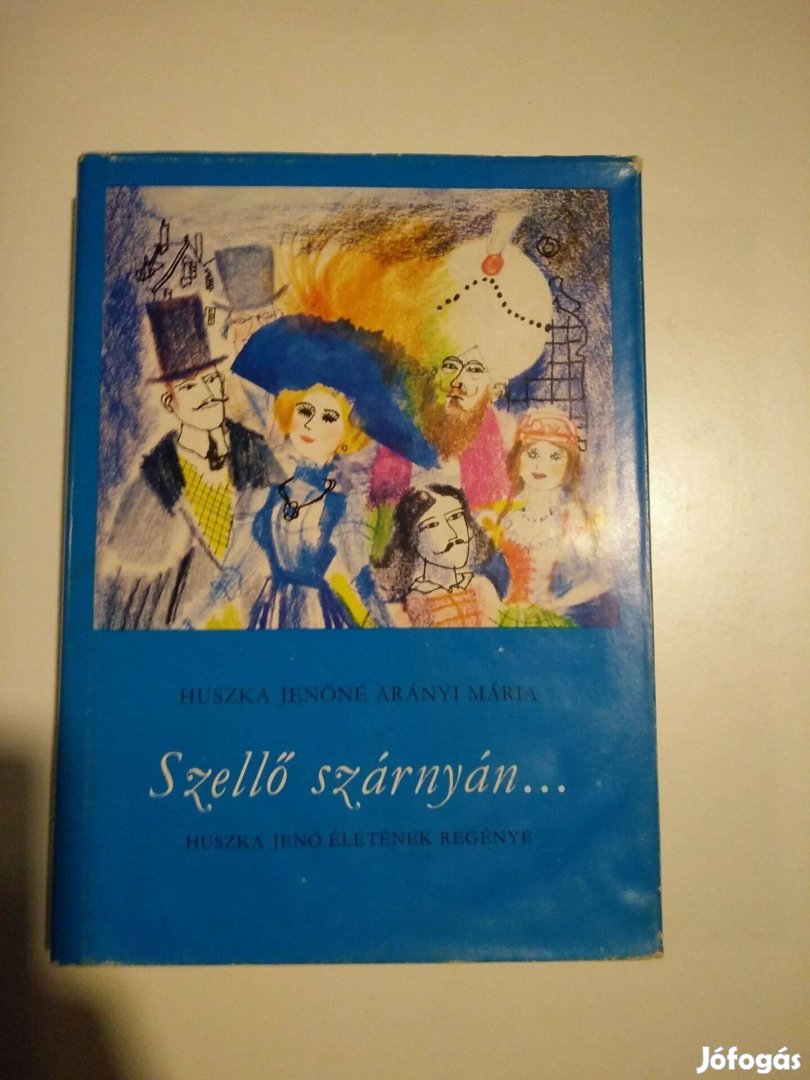 HUSZKA JENŐNÉ ARÁNYI MÁRIA
Szellő szárnyán...
HUSZKA JENŐ ÉLETÉNEK REGÉNYE
Jófogás